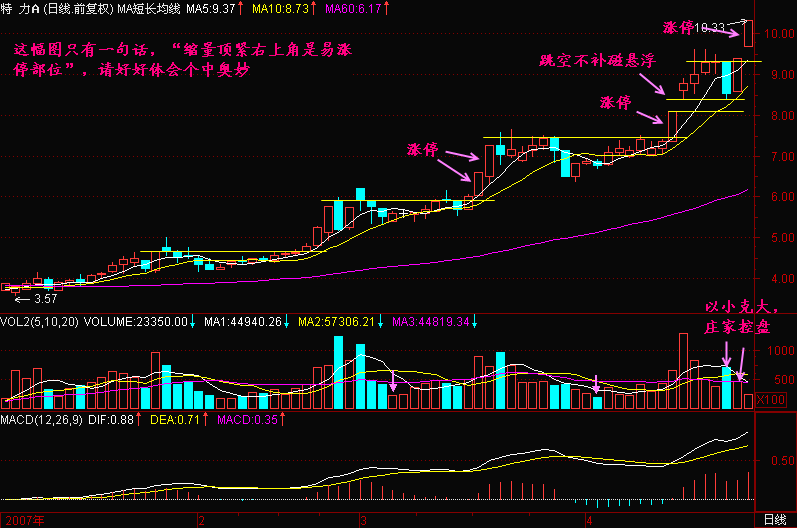 特 力A (日线.前复权) MA短长均线 MA5:9.37↑ MA10:8.73↑ MA60:6.17↑
这幅图只有一句话，“缩量顶紧右上角是易涨
停部位”，请好好体会个中奥妙
涨停
10.33
跳空不补磁悬浮
涨停
涨停
3.57
10.00
9.00
8.00
7.00
6.00
5.00
4.00
VOL2(5,10,20) VOLUME:23350.00↓ MA1:44940.26↓ MA2:57306.21↓ MA3:44819.34↓
以小克大，
庄家控盘
1000
500
X100
MACD(12,26,9) DIF:0.88↑ DEA:0.71↑ MACD:0.35↑
0.50
2007年 2 3 4 日线